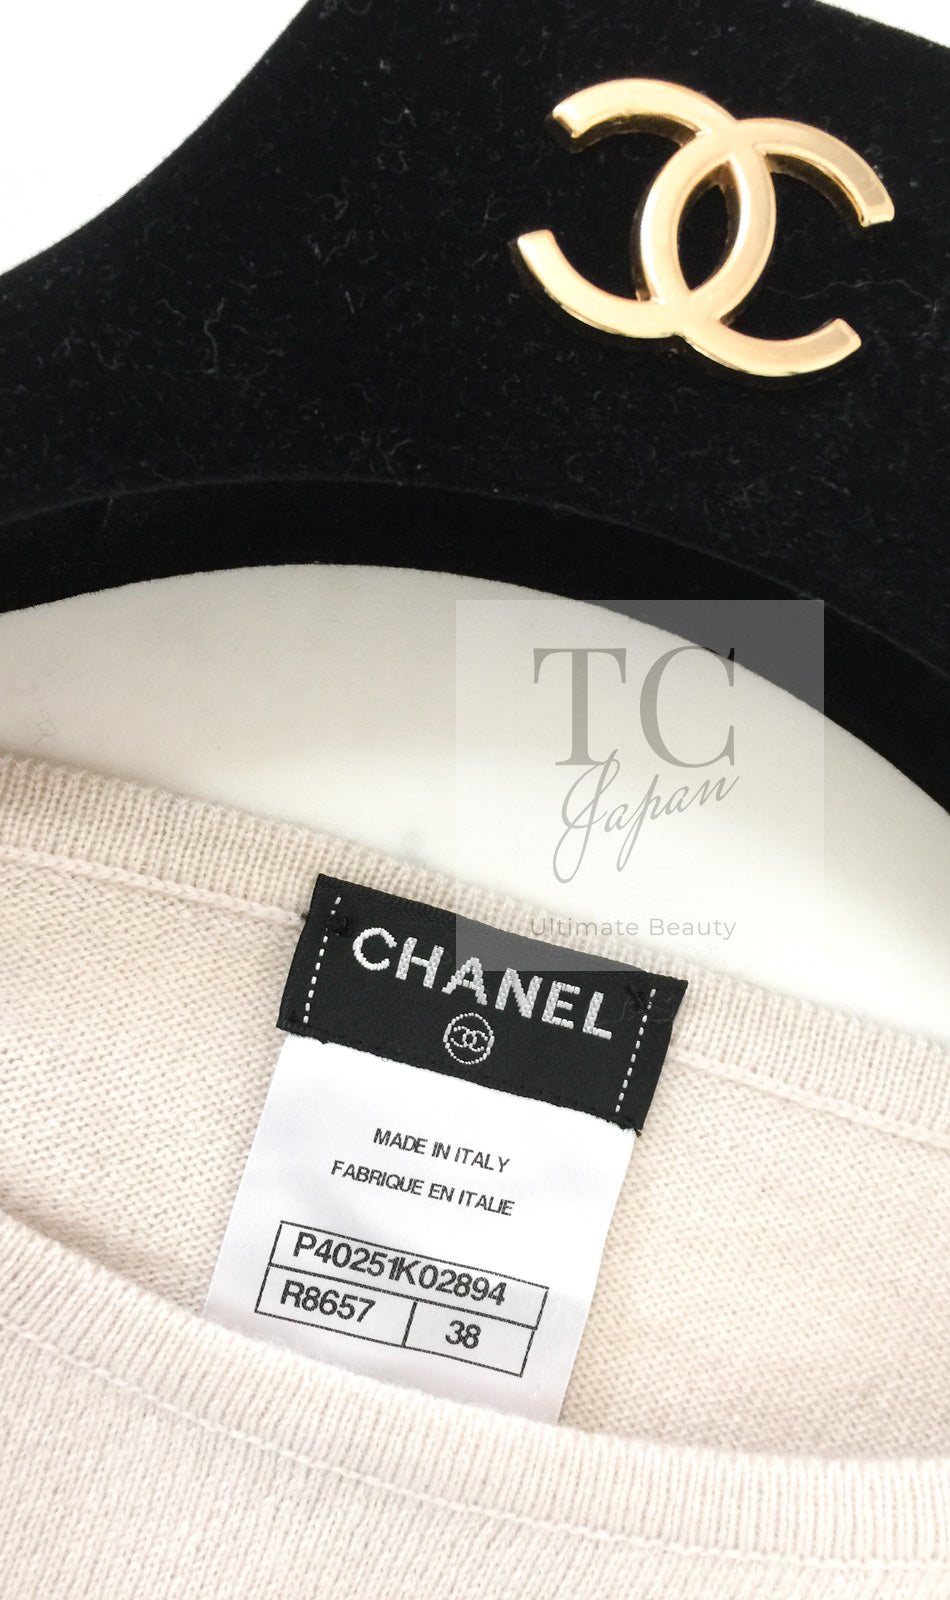 TC
Japan
Ultimate Beauty
CHANEL
MADE IN ITALY
FABRIQUE EN ITALIE
P40251K02894
R8657
38